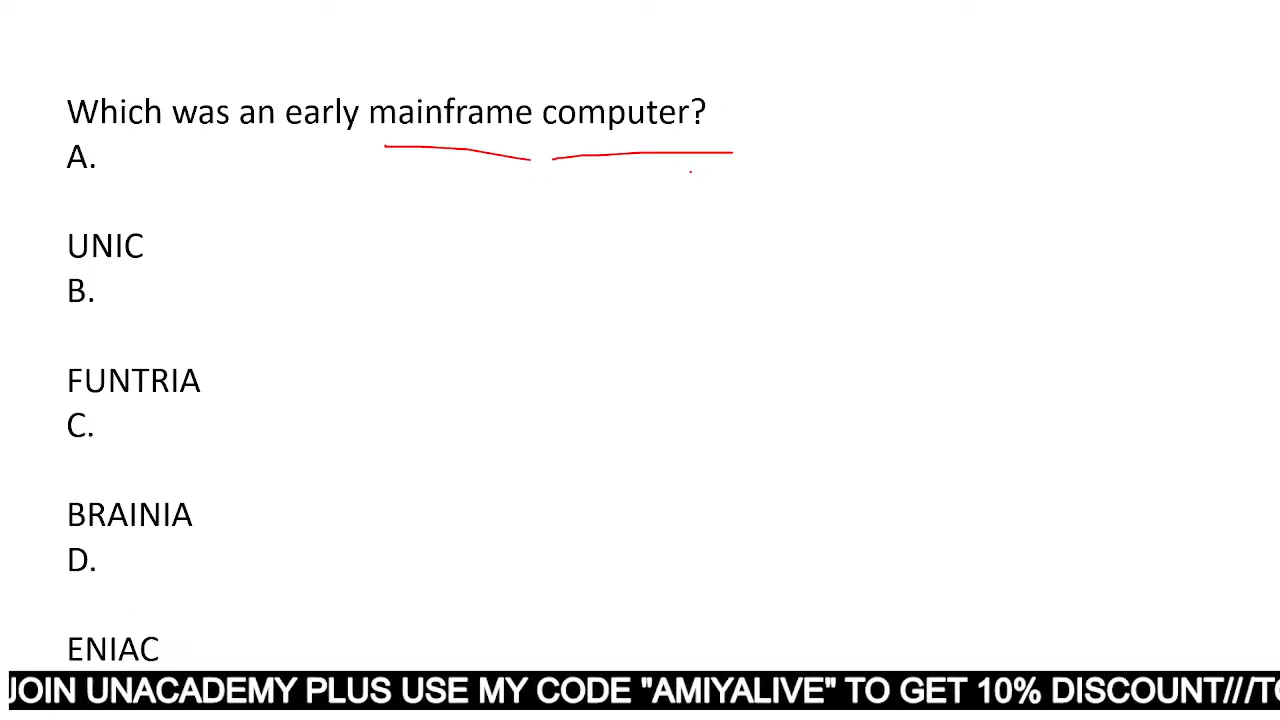 Which was an early mainframe computer?
A.
UNIC
B.
FUNTRIA
C.
BRAINIA
D.
ENIAC
JOIN UNACADEMY PLUS USE MY CODE "AMIYALIVE" TO GET 10% DISCOUNT///